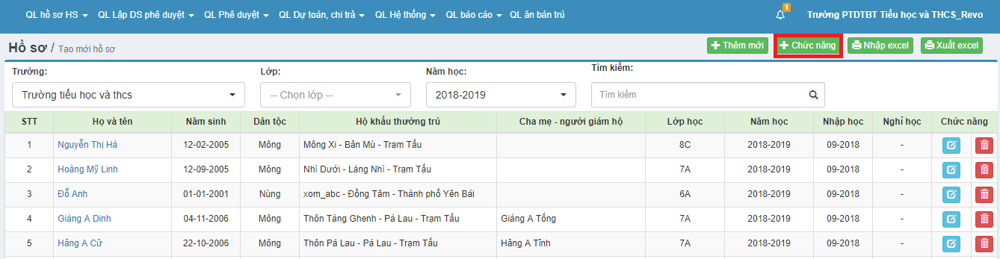 QL hồ sơ HS QL Lập DS phê duyệt QL Phê duyệt QL Dự toán, chi trả QL Hệ thống QL báo cáo QL ăn bán trú 1 Trường PTDTBT Tiểu học và THCS_Revo
Hồ sơ / Tạo mới hồ sơ Thêm mới Chức năng Nhập excel Xuất excel
Trường: Lớp: Năm học: Tìm kiếm:
Trường tiểu học và thcs -- Chọn lớp -- 2018-2019 Tìm kiếm
STT Họ và tên Năm sinh Dân tộc Hộ khẩu thường trú Cha mẹ - người giám hộ Lớp học Năm học Nhập học Nghỉ học Chức năng
1 Nguyễn Thị Hà 12-02-2005 Mông Mông Xi - Bản Mù - Trạm Tấu 8C 2018-2019 09-2018 -
2 Hoàng Mỹ Linh 12-09-2005 Mông Nhì Dưới - Làng Nhì - Trạm Tấu 7A 2018-2019 09-2018 -
3 Đỗ Anh 01-01-2001 Nùng xom_abc - Đồng Tâm - Thành phố Yên Bái 6A 2018-2019 09-2018 -
4 Giàng A Dinh 04-11-2006 Mông Thôn Tàng Ghenh - Pá Lau - Trạm Tấu Giàng A Tống 7A 2018-2019 09-2018 -
5 Hàng A Cử 22-10-2006 Mông Thôn Pá Lau - Pá Lau - Trạm Tấu Hàng A Tỉnh 7A 2018-2019 09-2018 -